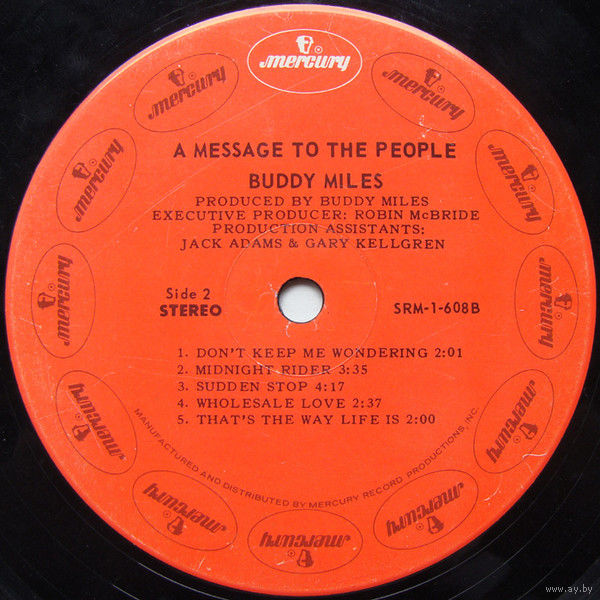 mercury
mercury
mercury
mercury
mercury
mercury
mercury
mercury
mercury
mercury
mercury
mercury
A MESSAGE TO THE PEOPLE
BUDDY MILES
PRODUCED BY BUDDY MILES
EXECUTIVE PRODUCER: ROBIN McBRIDE
PRODUCTION ASSISTANTS:
JACK ADAMS & GARY KELLGREN
Side 2
STEREO
SRM-1-608B
1. DON'T KEEP ME WONDERING 2:01
2. MIDNIGHT RIDER 3:35
3. SUDDEN STOP 4:17
4. WHOLESALE LOVE 2:37
5. THAT'S THE WAY LIFE IS 2:00
MANUFACTURED AND DISTRIBUTED BY MERCURY RECORD PRODUCTIONS, INC.
www.ay.by